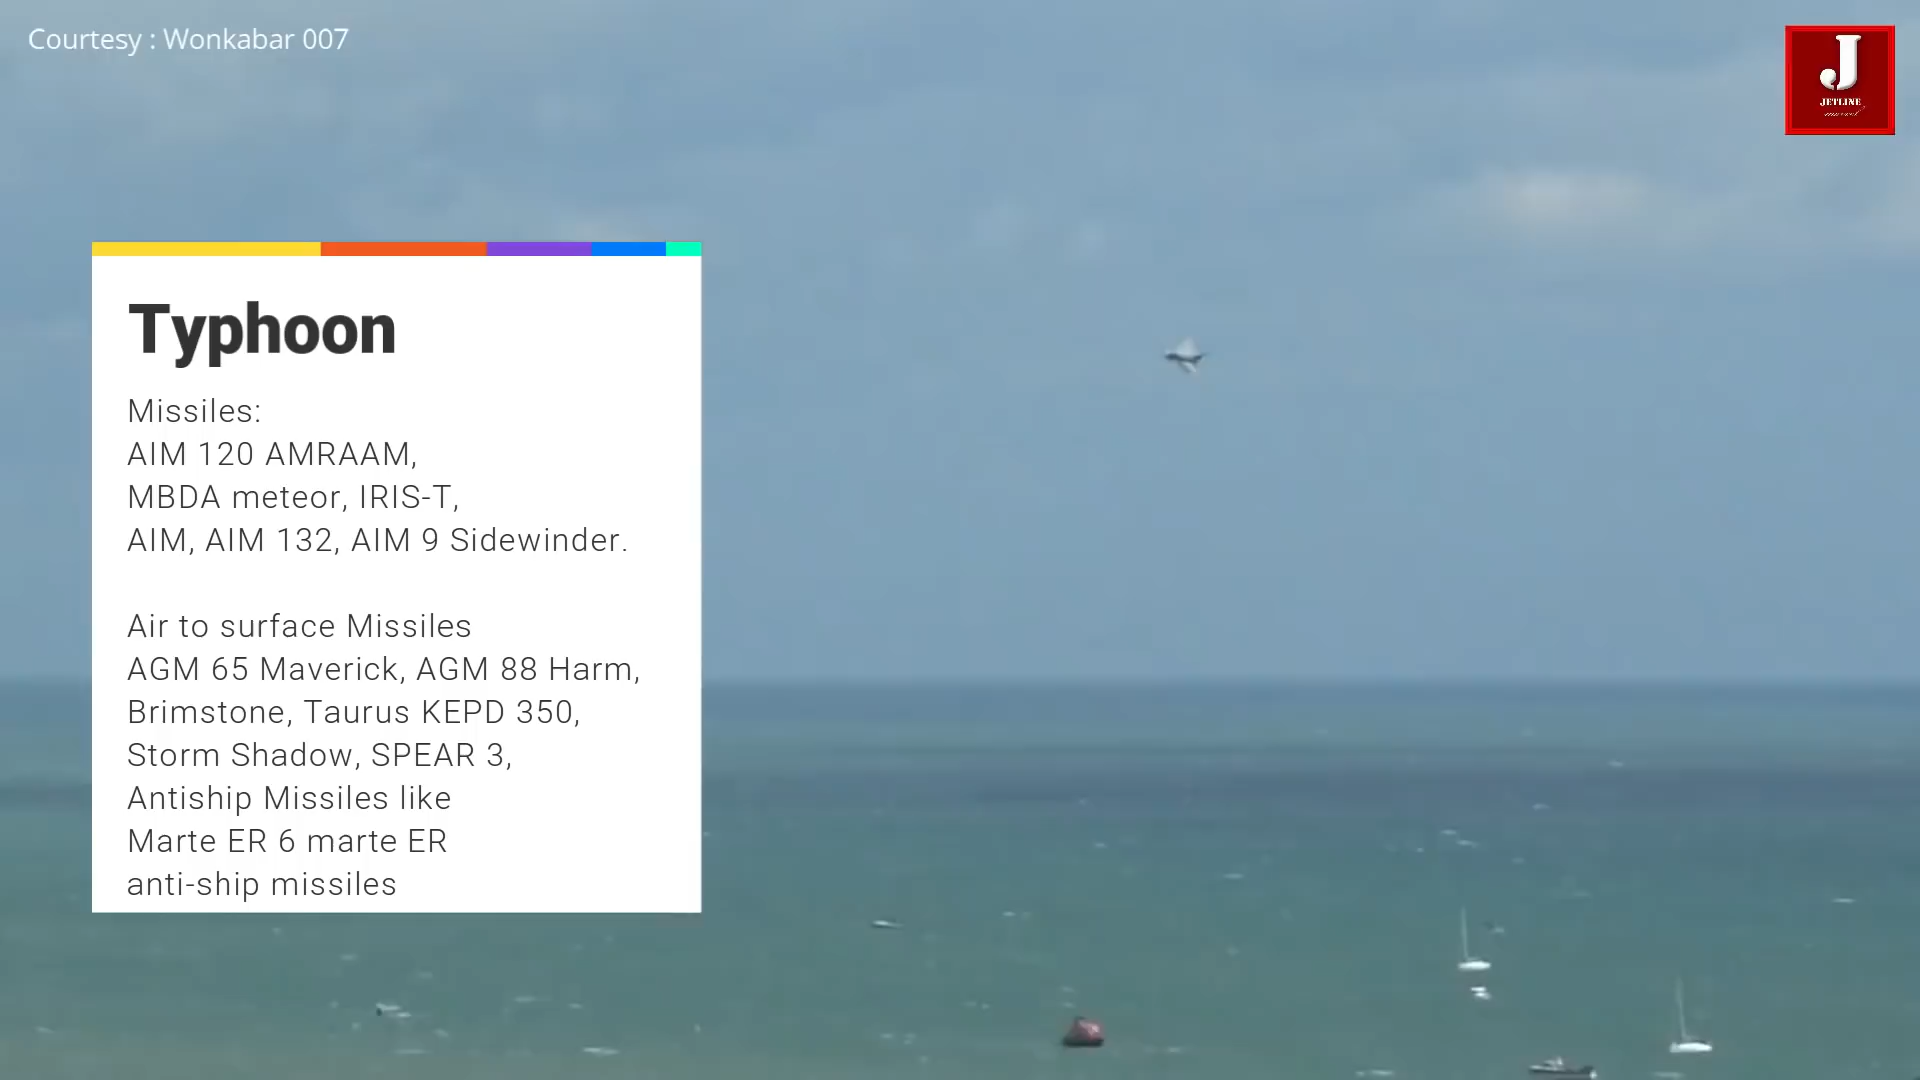 Courtesy : Wonkabar 007
J
JETLINE
Typhoon
Missiles:
AIM 120 AMRAAM,
MBDA meteor, IRIS-T,
AIM, AIM 132, AIM 9 Sidewinder.
Air to surface Missiles
AGM 65 Maverick, AGM 88 Harm,
Brimstone, Taurus KEPD 350,
Storm Shadow, SPEAR 3,
Antiship Missiles like
Marte ER 6 marte ER
anti-ship missiles